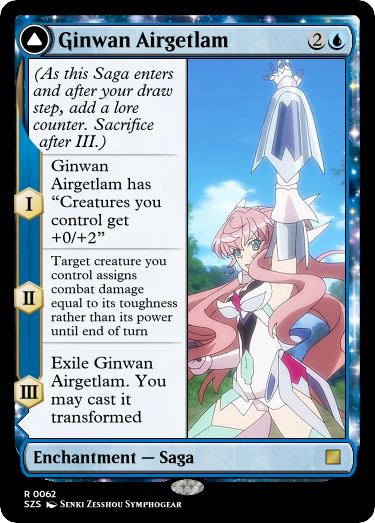 Ginwan Airgetlam 2
(As this Saga enters
and after your draw
step, add a lore
counter. Sacrifice
after III.)
I
Ginwan
Airgetlam has
“Creatures you
control get
+0/+2”
II
Target creature you
control assigns
combat damage
equal to its toughness
rather than its power
until end of turn
III
Exile Ginwan
Airgetlam. You
may cast it
transformed
Enchantment — Saga
R 0062
SZS Senki Zesshou Symphogear